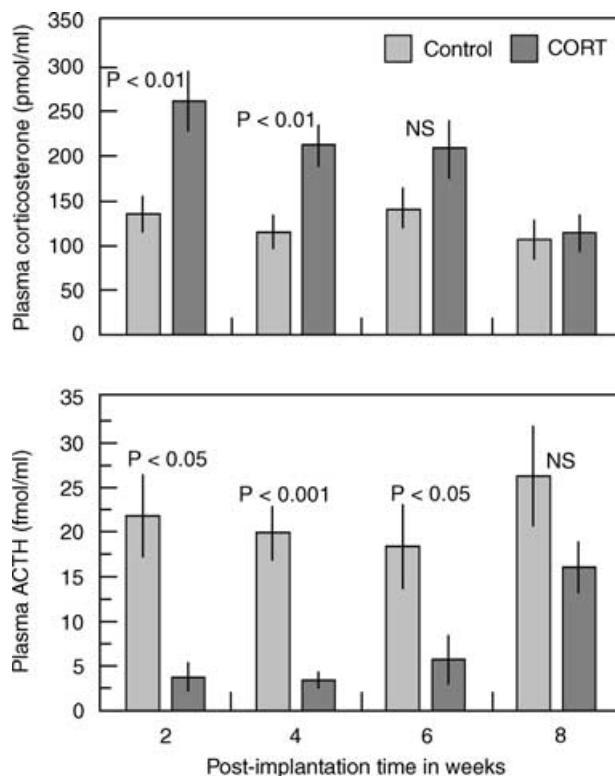 350
300
250
200
150
100
50
0
Plasma corticosterone (pmol/ml)
Control
CORT
P < 0.01
P < 0.01
NS
35
30
25
20
15
10
5
0
Plasma ACTH (fmol/ml)
P < 0.05
P < 0.001
P < 0.05
NS
2 4 6 8
Post-implantation time in weeks